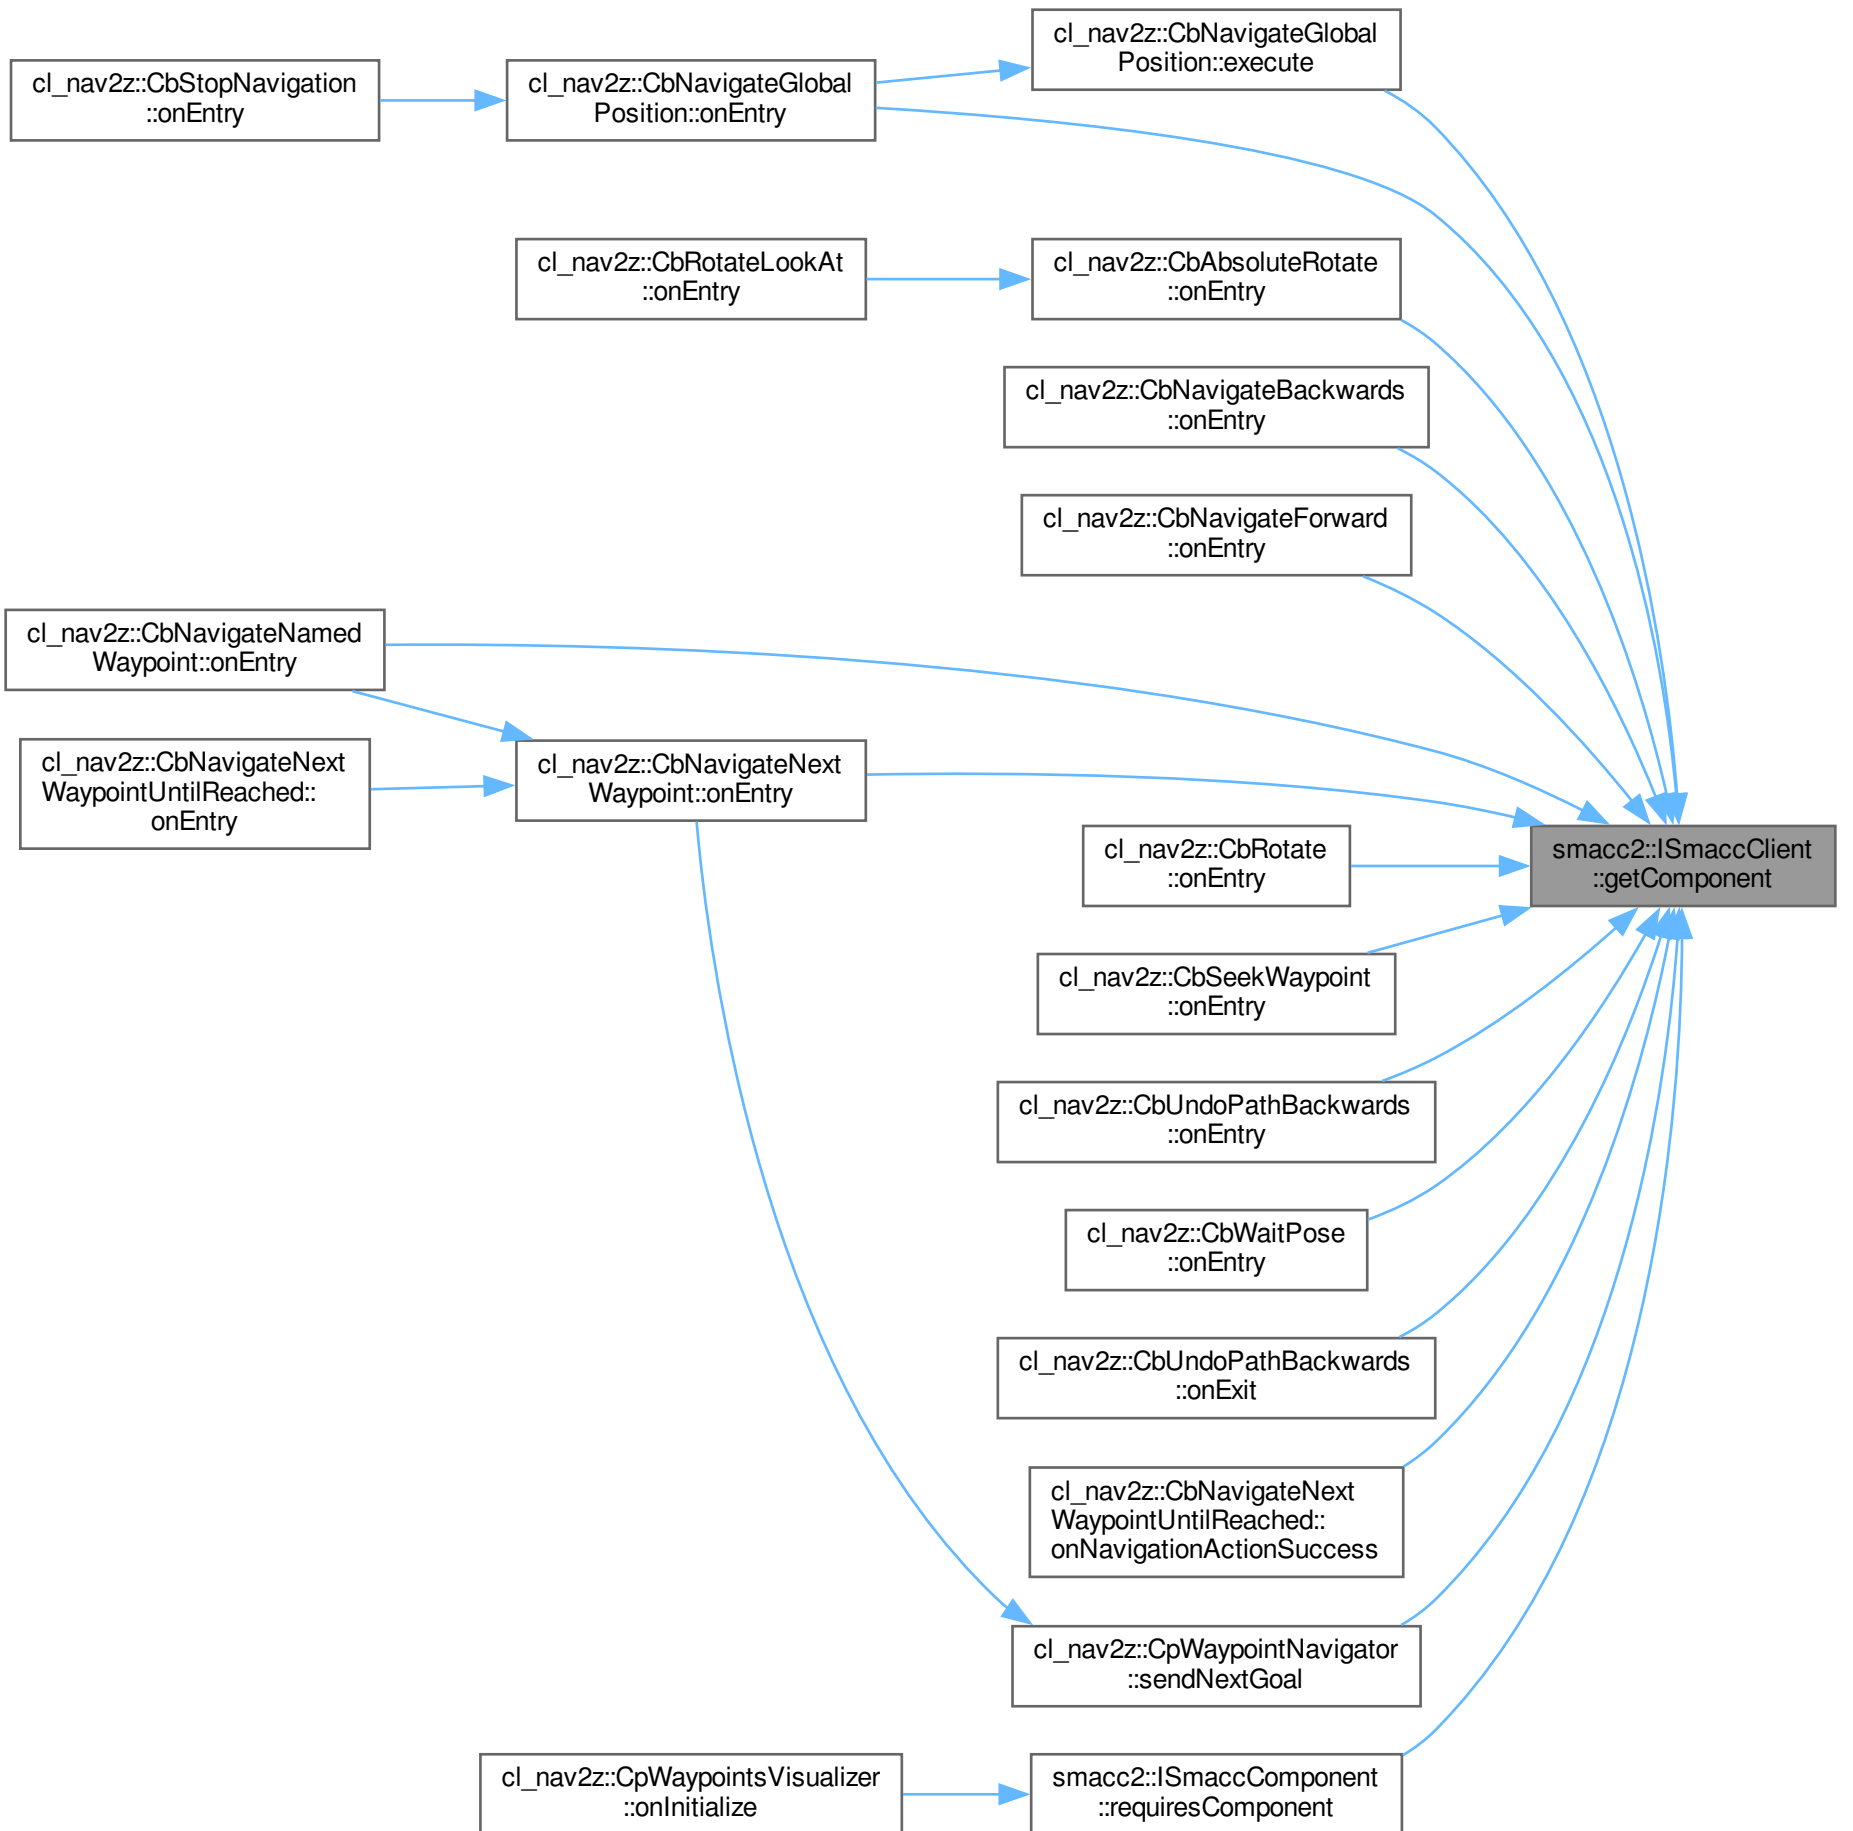 cl_nav2z::CbNavigateGlobal
Position::execute
cl_nav2z::CbStopNavigation
::onEntry
cl_nav2z::CbNavigateGlobal
Position::onEntry
cl_nav2z::CbRotateLookAt
::onEntry
cl_nav2z::CbAbsoluteRotate
::onEntry
cl_nav2z::CbNavigateBackwards
::onEntry
cl_nav2z::CbNavigateForward
::onEntry
cl_nav2z::CbNavigateNamed
Waypoint::onEntry
cl_nav2z::CbNavigateNext
WaypointUntilReached::
onEntry
cl_nav2z::CbNavigateNext
Waypoint::onEntry
cl_nav2z::CbRotate
::onEntry
smacc2::ISmaccClient
::getComponent
cl_nav2z::CbSeekWaypoint
::onEntry
cl_nav2z::CbUndoPathBackwards
::onEntry
cl_nav2z::CbWaitPose
::onEntry
cl_nav2z::CbUndoPathBackwards
::onExit
cl_nav2z::CbNavigateNext
WaypointUntilReached::
onNavigationActionSuccess
cl_nav2z::CpWaypointNavigator
::sendNextGoal
cl_nav2z::CpWaypointsVisualizer
::onInitialize
smacc2::ISmaccComponent
::requiresComponent